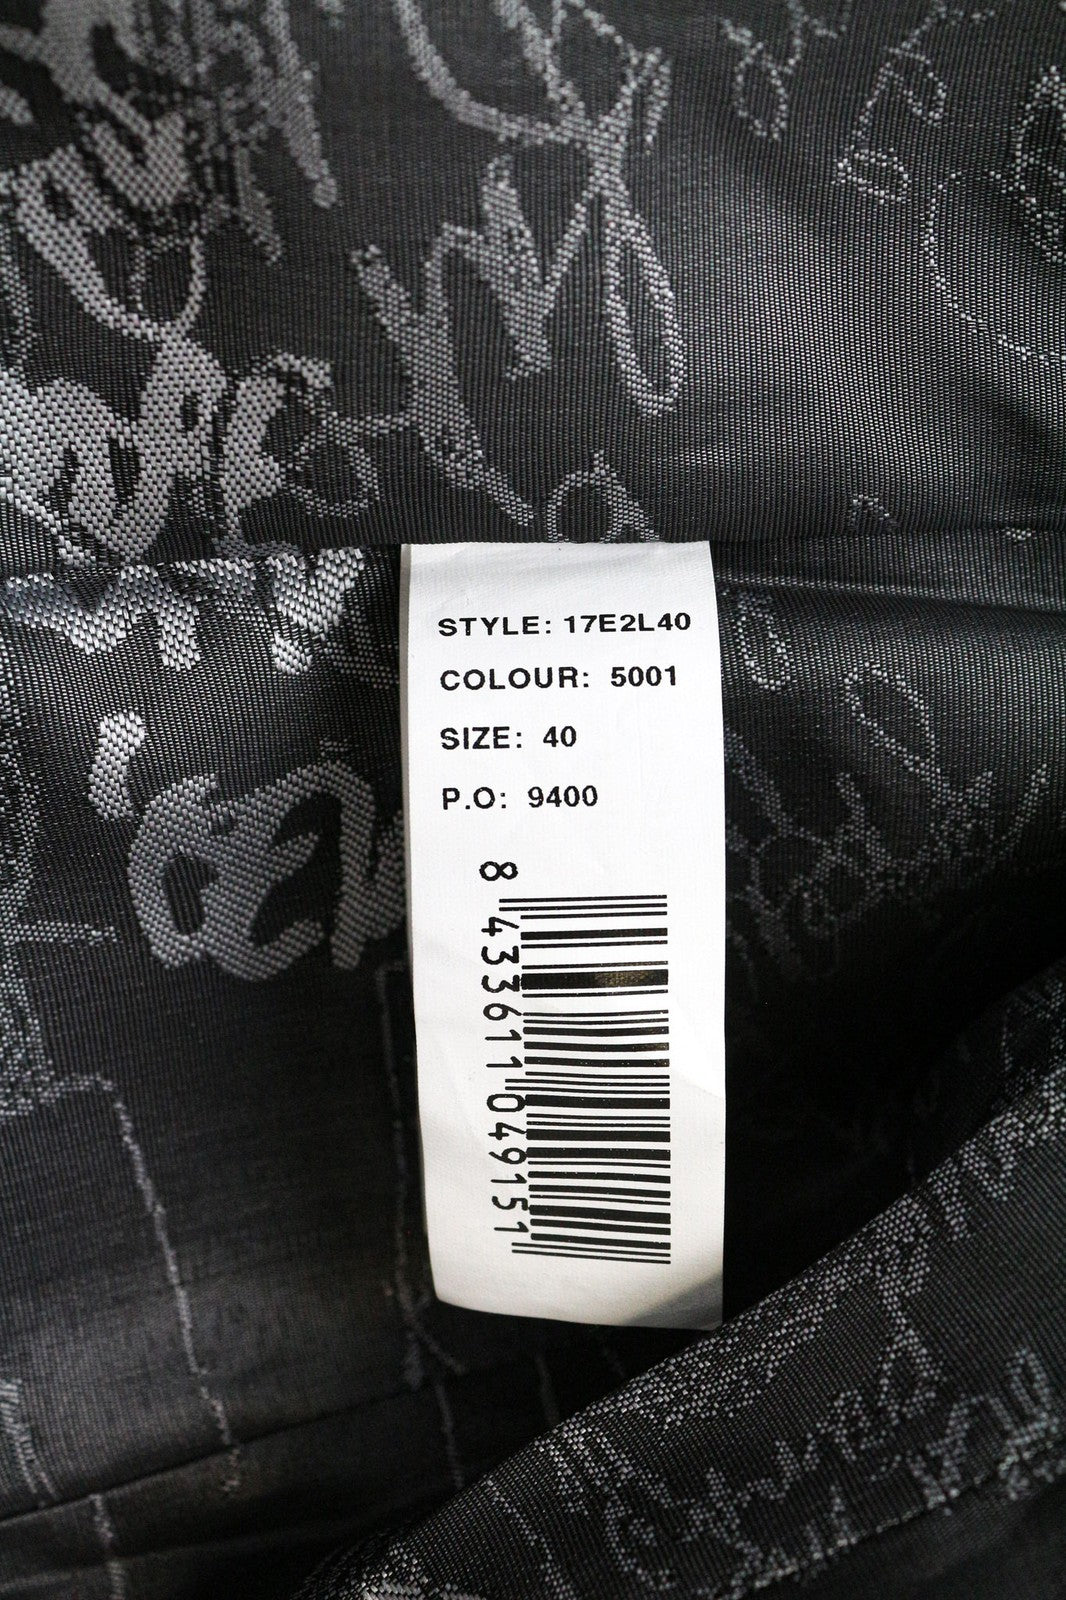 STYLE: 17E2L40
COLOUR: 5001
SIZE: 40
P.O: 9400
8 433611 049151